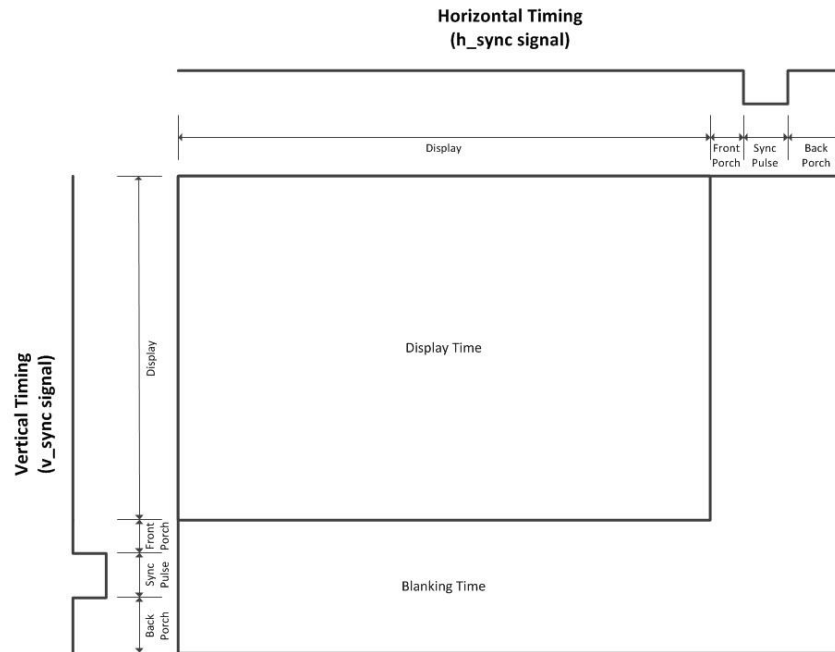 Horizontal Timing
(h_sync signal)
Display
Front
Porch
Sync
Pulse
Back
Porch
Vertical Timing
(v_sync signal)
Display
Display Time
Front
Porch
Sync
Pulse
Blanking Time
Back
Porch